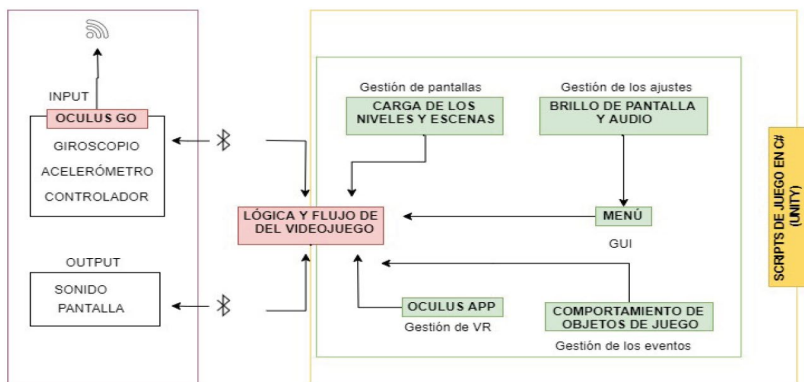 INPUT
OCULUS GO
GIROSCOPIO
ACELERÓMETRO
CONTROLADOR
OUTPUT
SONIDO
PANTALLA
LÓGICA Y FLUJO DE
DEL VIDEOJUEGO
Gestión de pantallas
CARGA DE LOS
NIVELES Y ESCENAS
Gestión de los ajustes
BRILLO DE PANTALLA
Y AUDIO
MENÚ
GUI
OCULUS APP
Gestión de VR
COMPORTAMIENTO DE
OBJETOS DE JUEGO
Gestión de los eventos
SCRIPTS DE JUEGO EN C#
(UNITY)